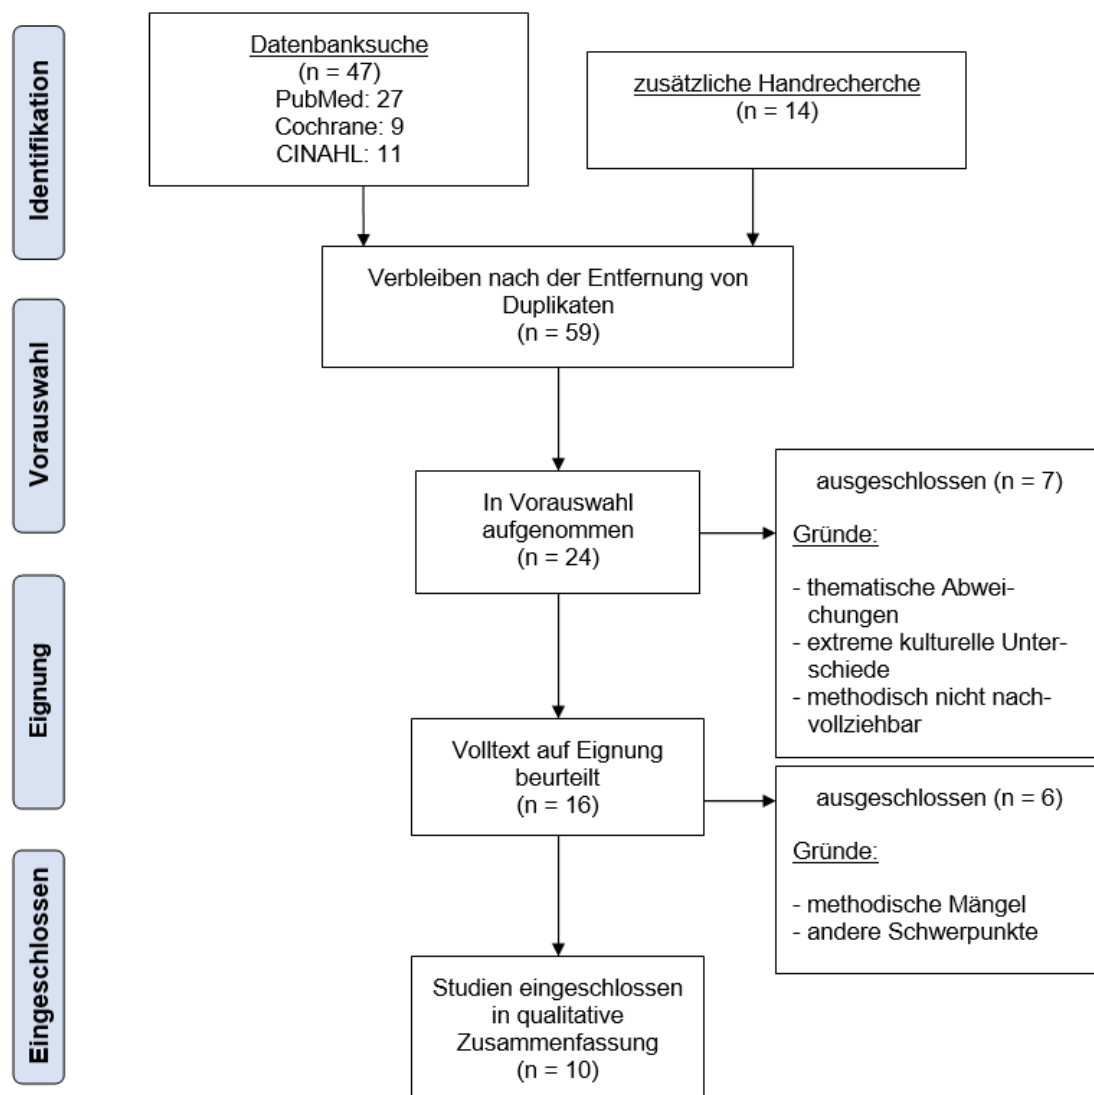 Identifikation
Datenbanksuche
(n = 47)
PubMed: 27
Cochrane: 9
CINAHL: 11
zusätzliche Handrecherche
(n = 14)
Verbleiben nach der Entfernung von
Duplikaten
(n = 59)
Vorauswahl
In Vorauswahl
aufgenommen
(n = 24)
ausgeschlossen (n = 7)
Gründe:
- thematische Abwei-
chungen
- extreme kulturelle Unter-
schiede
- methodisch nicht nach-
vollziehbar
Eignung
Volltext auf Eignung
beurteilt
(n = 16)
ausgeschlossen (n = 6)
Gründe:
- methodische Mängel
- andere Schwerpunkte
Eingeschlossen
Studien eingeschlossen
in qualitative
Zusammenfassung
(n = 10)